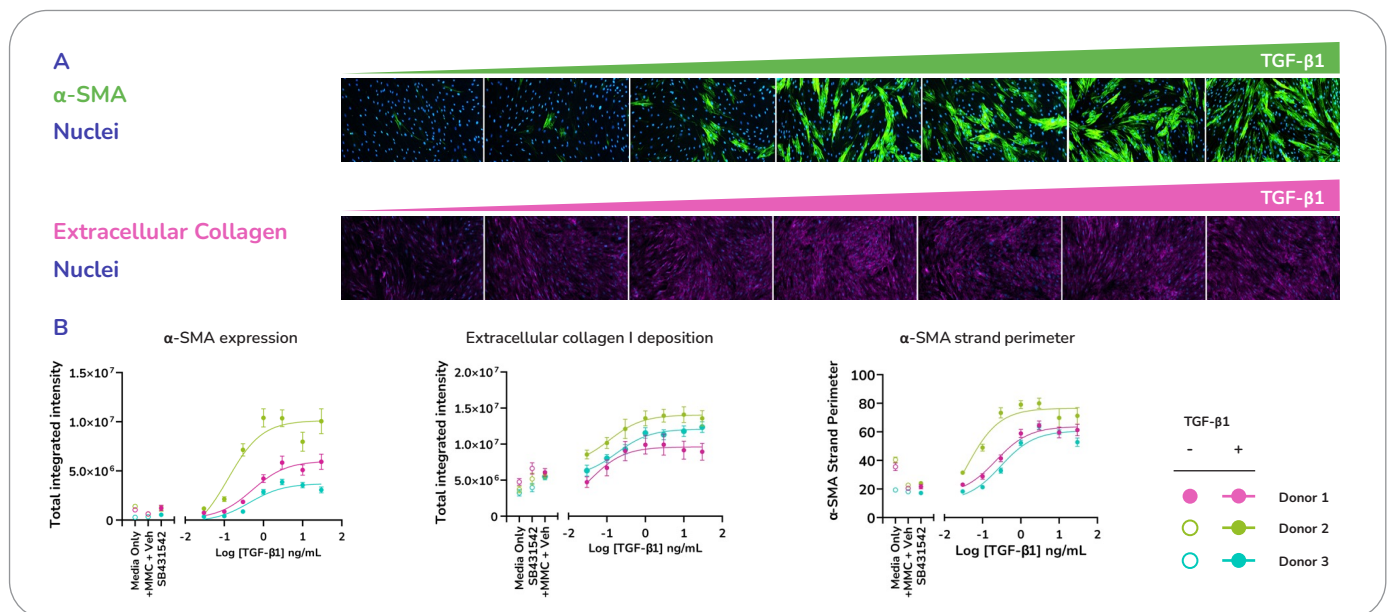 A
TGF-β1
α-SMA
Nuclei
TGF-β1
Extracellular Collagen
Nuclei
B
α-SMA expression
Total integrated intensity
1.5×10⁷
1.0×10⁷
5.0×10⁶
0
Media Only
+MMC + Veh
SB431542
-2
-1
0
1
2
Log [TGF-β1] ng/mL
Extracellular collagen I deposition
Total integrated intensity
2.0×10⁷
1.5×10⁷
1.0×10⁷
5.0×10⁶
0
Media Only
SB431542
+MMC + Veh
-2
-1
0
1
2
Log [TGF-β1] ng/mL
α-SMA strand perimeter
α-SMA Strand Perimeter
100
80
60
40
20
0
Media Only
+MMC + Veh
SB431542
-2
-1
0
1
2
Log [TGF-β1] ng/mL
TGF-β1
- +
Donor 1
Donor 2
Donor 3